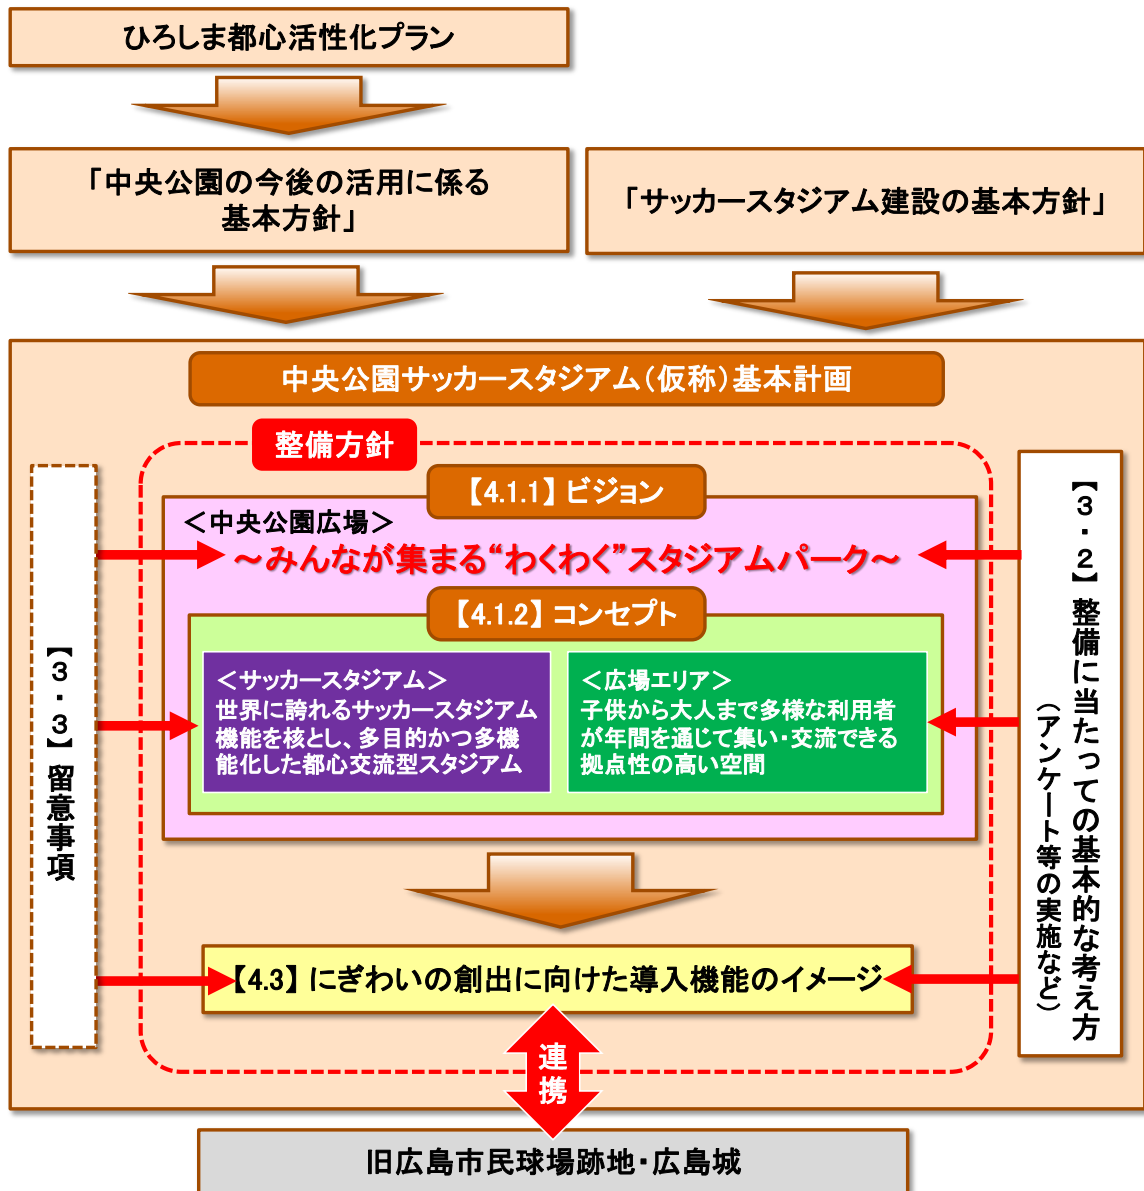 ひろしま都心活性化プラン
「中央公園の今後の活用に係る
基本方針」
「サッカースタジアム建設の基本方針」
中央公園サッカースタジアム（仮称）基本計画
整備方針
【4.1.1】ビジョン
＜中央公園広場＞
～みんなが集まる“わくわく”スタジアムパーク～
【4.1.2】コンセプト
＜サッカースタジアム＞
世界に誇れるサッカースタジアム
機能を核とし、多目的かつ多機
能化した都心交流型スタジアム
＜広場エリア＞
子供から大人まで多様な利用者
が年間を通じて集い・交流できる
拠点性の高い空間
【３．３】留意事項
【３．２】整備に当たっての基本的な考え方
（アンケート等の実施など）
【4.3】にぎわいの創出に向けた導入機能のイメージ
連
携
旧広島市民球場跡地・広島城